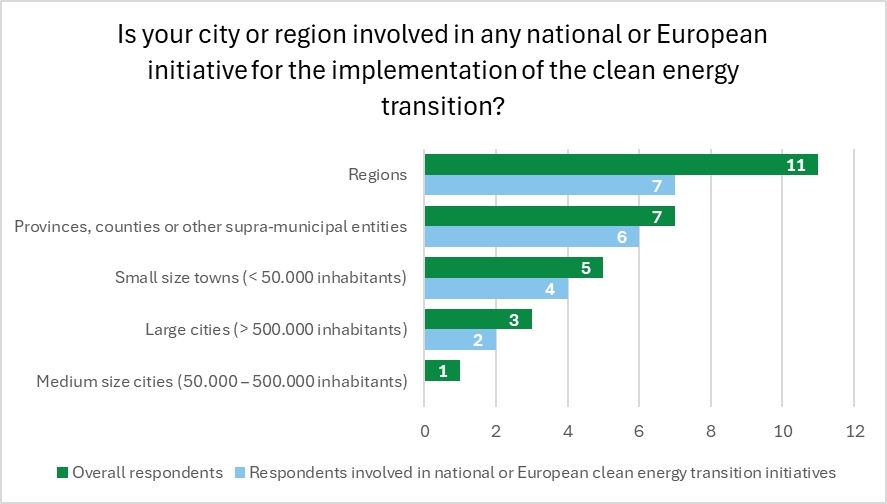 Is your city or region involved in any national or European
initiative for the implementation of the clean energy
transition?
Regions
11
7
Provinces, counties or other supra-municipal entities
7
6
Small size towns (< 50.000 inhabitants)
5
4
Large cities (> 500.000 inhabitants)
3
2
Medium size cities (50.000 – 500.000 inhabitants)
1
0 2 4 6 8 10 12
Overall respondents Respondents involved in national or European clean energy transition initiatives